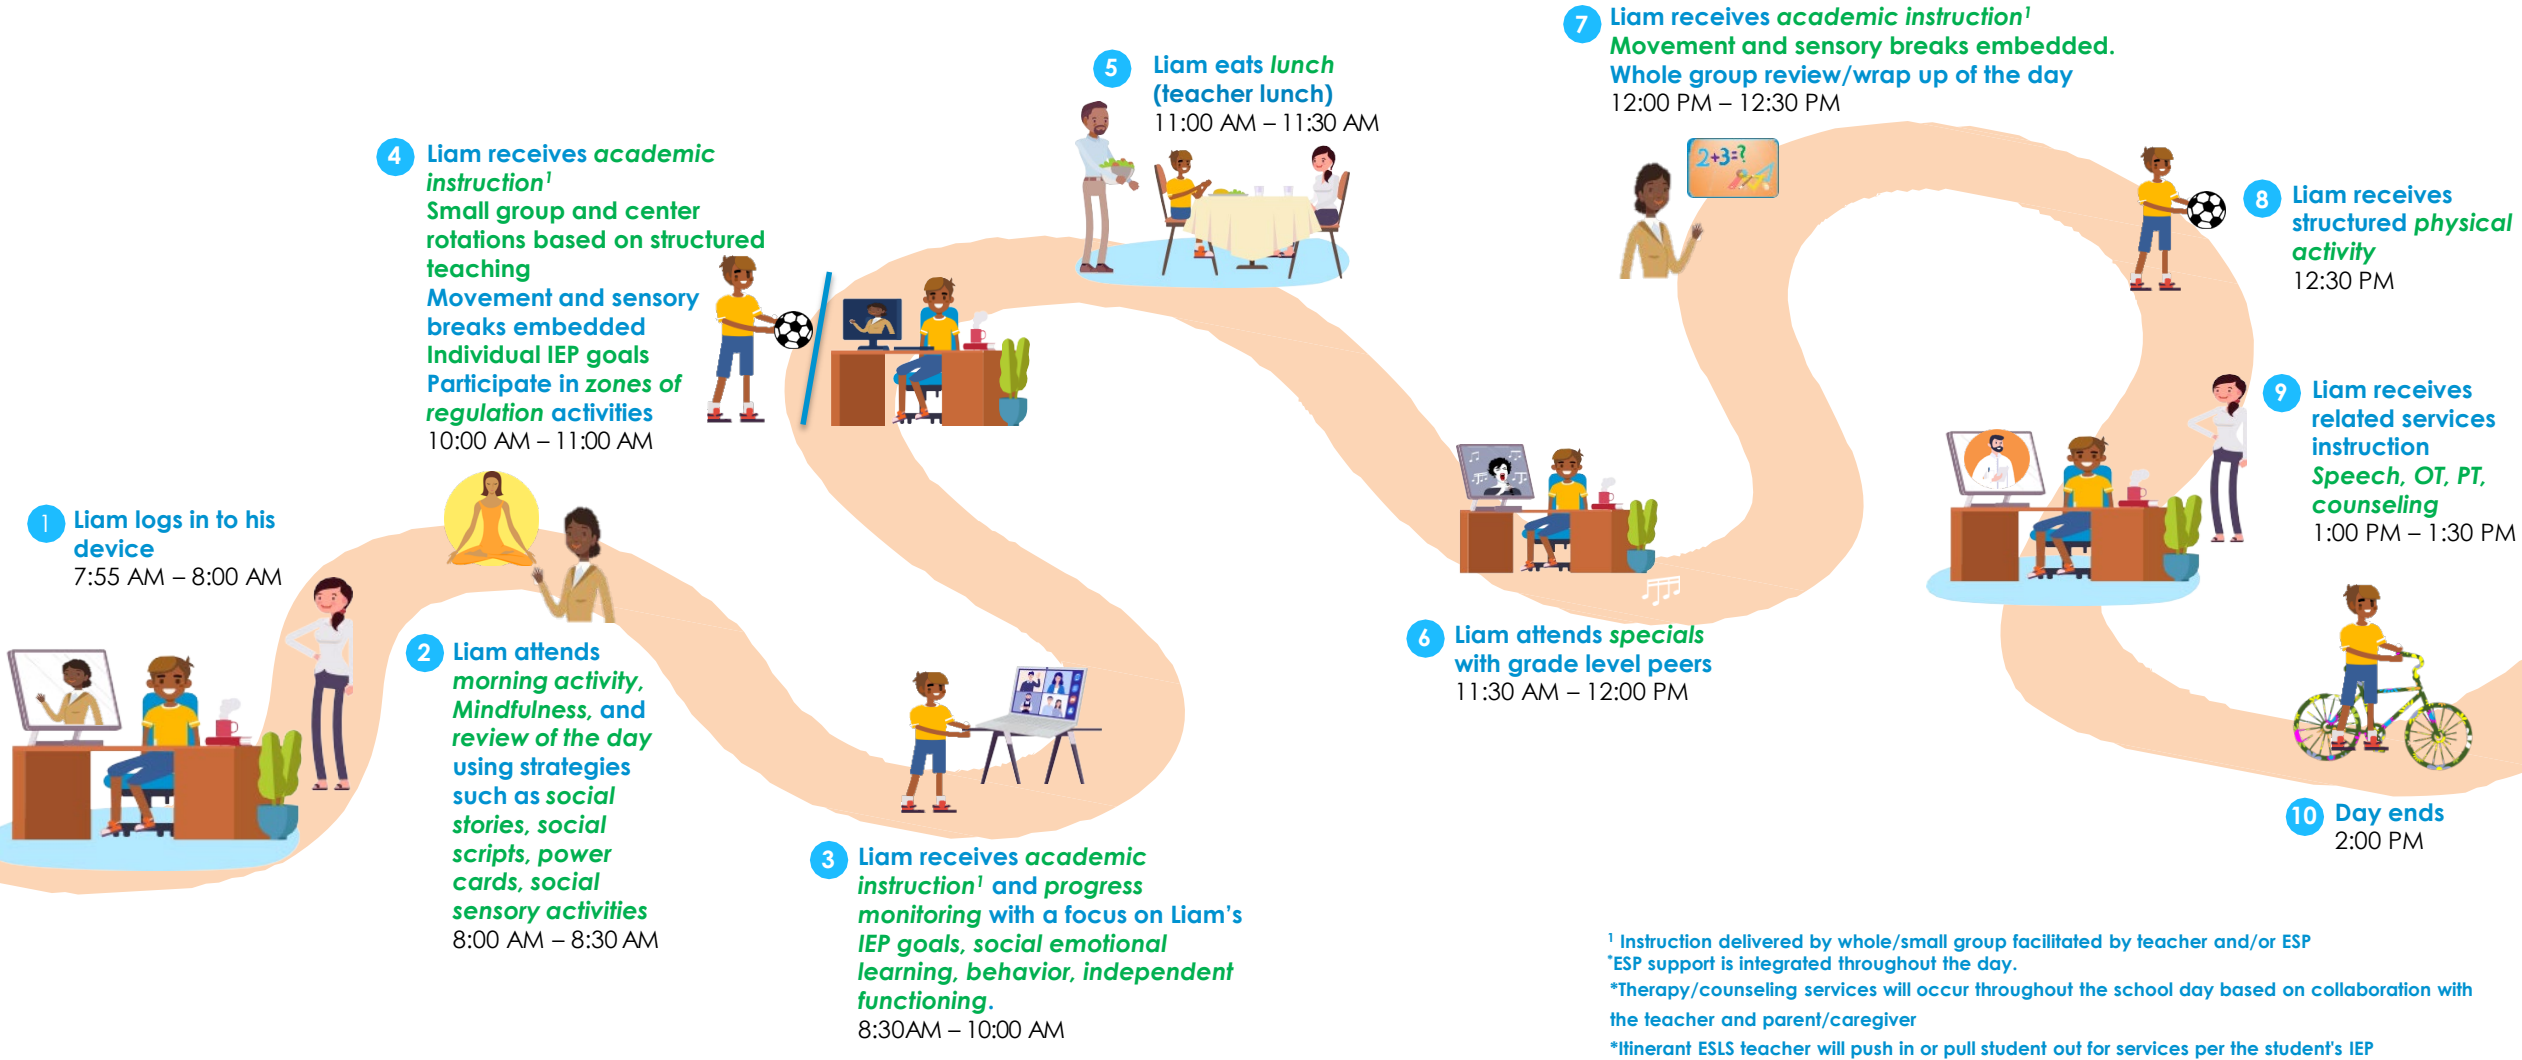 1
Liam logs in to his
device
7:55 AM – 8:00 AM
2
Liam attends
morning activity,
Mindfulness, and
review of the day
using strategies
such as social
stories, social
scripts, power
cards, social
sensory activities
8:00 AM – 8:30 AM
3
Liam receives academic
instruction¹ and progress
monitoring with a focus on Liam’s
IEP goals, social emotional
learning, behavior, independent
functioning.
8:30AM – 10:00 AM
4
Liam receives academic
instruction¹
Small group and center
rotations based on structured
teaching
Movement and sensory
breaks embedded
Individual IEP goals
Participate in zones of
regulation activities
10:00 AM – 11:00 AM
5
Liam eats lunch
(teacher lunch)
11:00 AM – 11:30 AM
6
Liam attends specials
with grade level peers
11:30 AM – 12:00 PM
7
Liam receives academic instruction¹
Movement and sensory breaks embedded.
Whole group review/wrap up of the day
12:00 PM – 12:30 PM
2+3=?
8
Liam receives
structured physical
activity
12:30 PM
9
Liam receives
related services
instruction
Speech, OT, PT,
counseling
1:00 PM – 1:30 PM
10
Day ends
2:00 PM
¹ Instruction delivered by whole/small group facilitated by teacher and/or ESP
*ESP support is integrated throughout the day.
*Therapy/counseling services will occur throughout the school day based on collaboration with
the teacher and parent/caregiver
*Itinerant ESLS teacher will push in or pull student out for services per the student's IEP